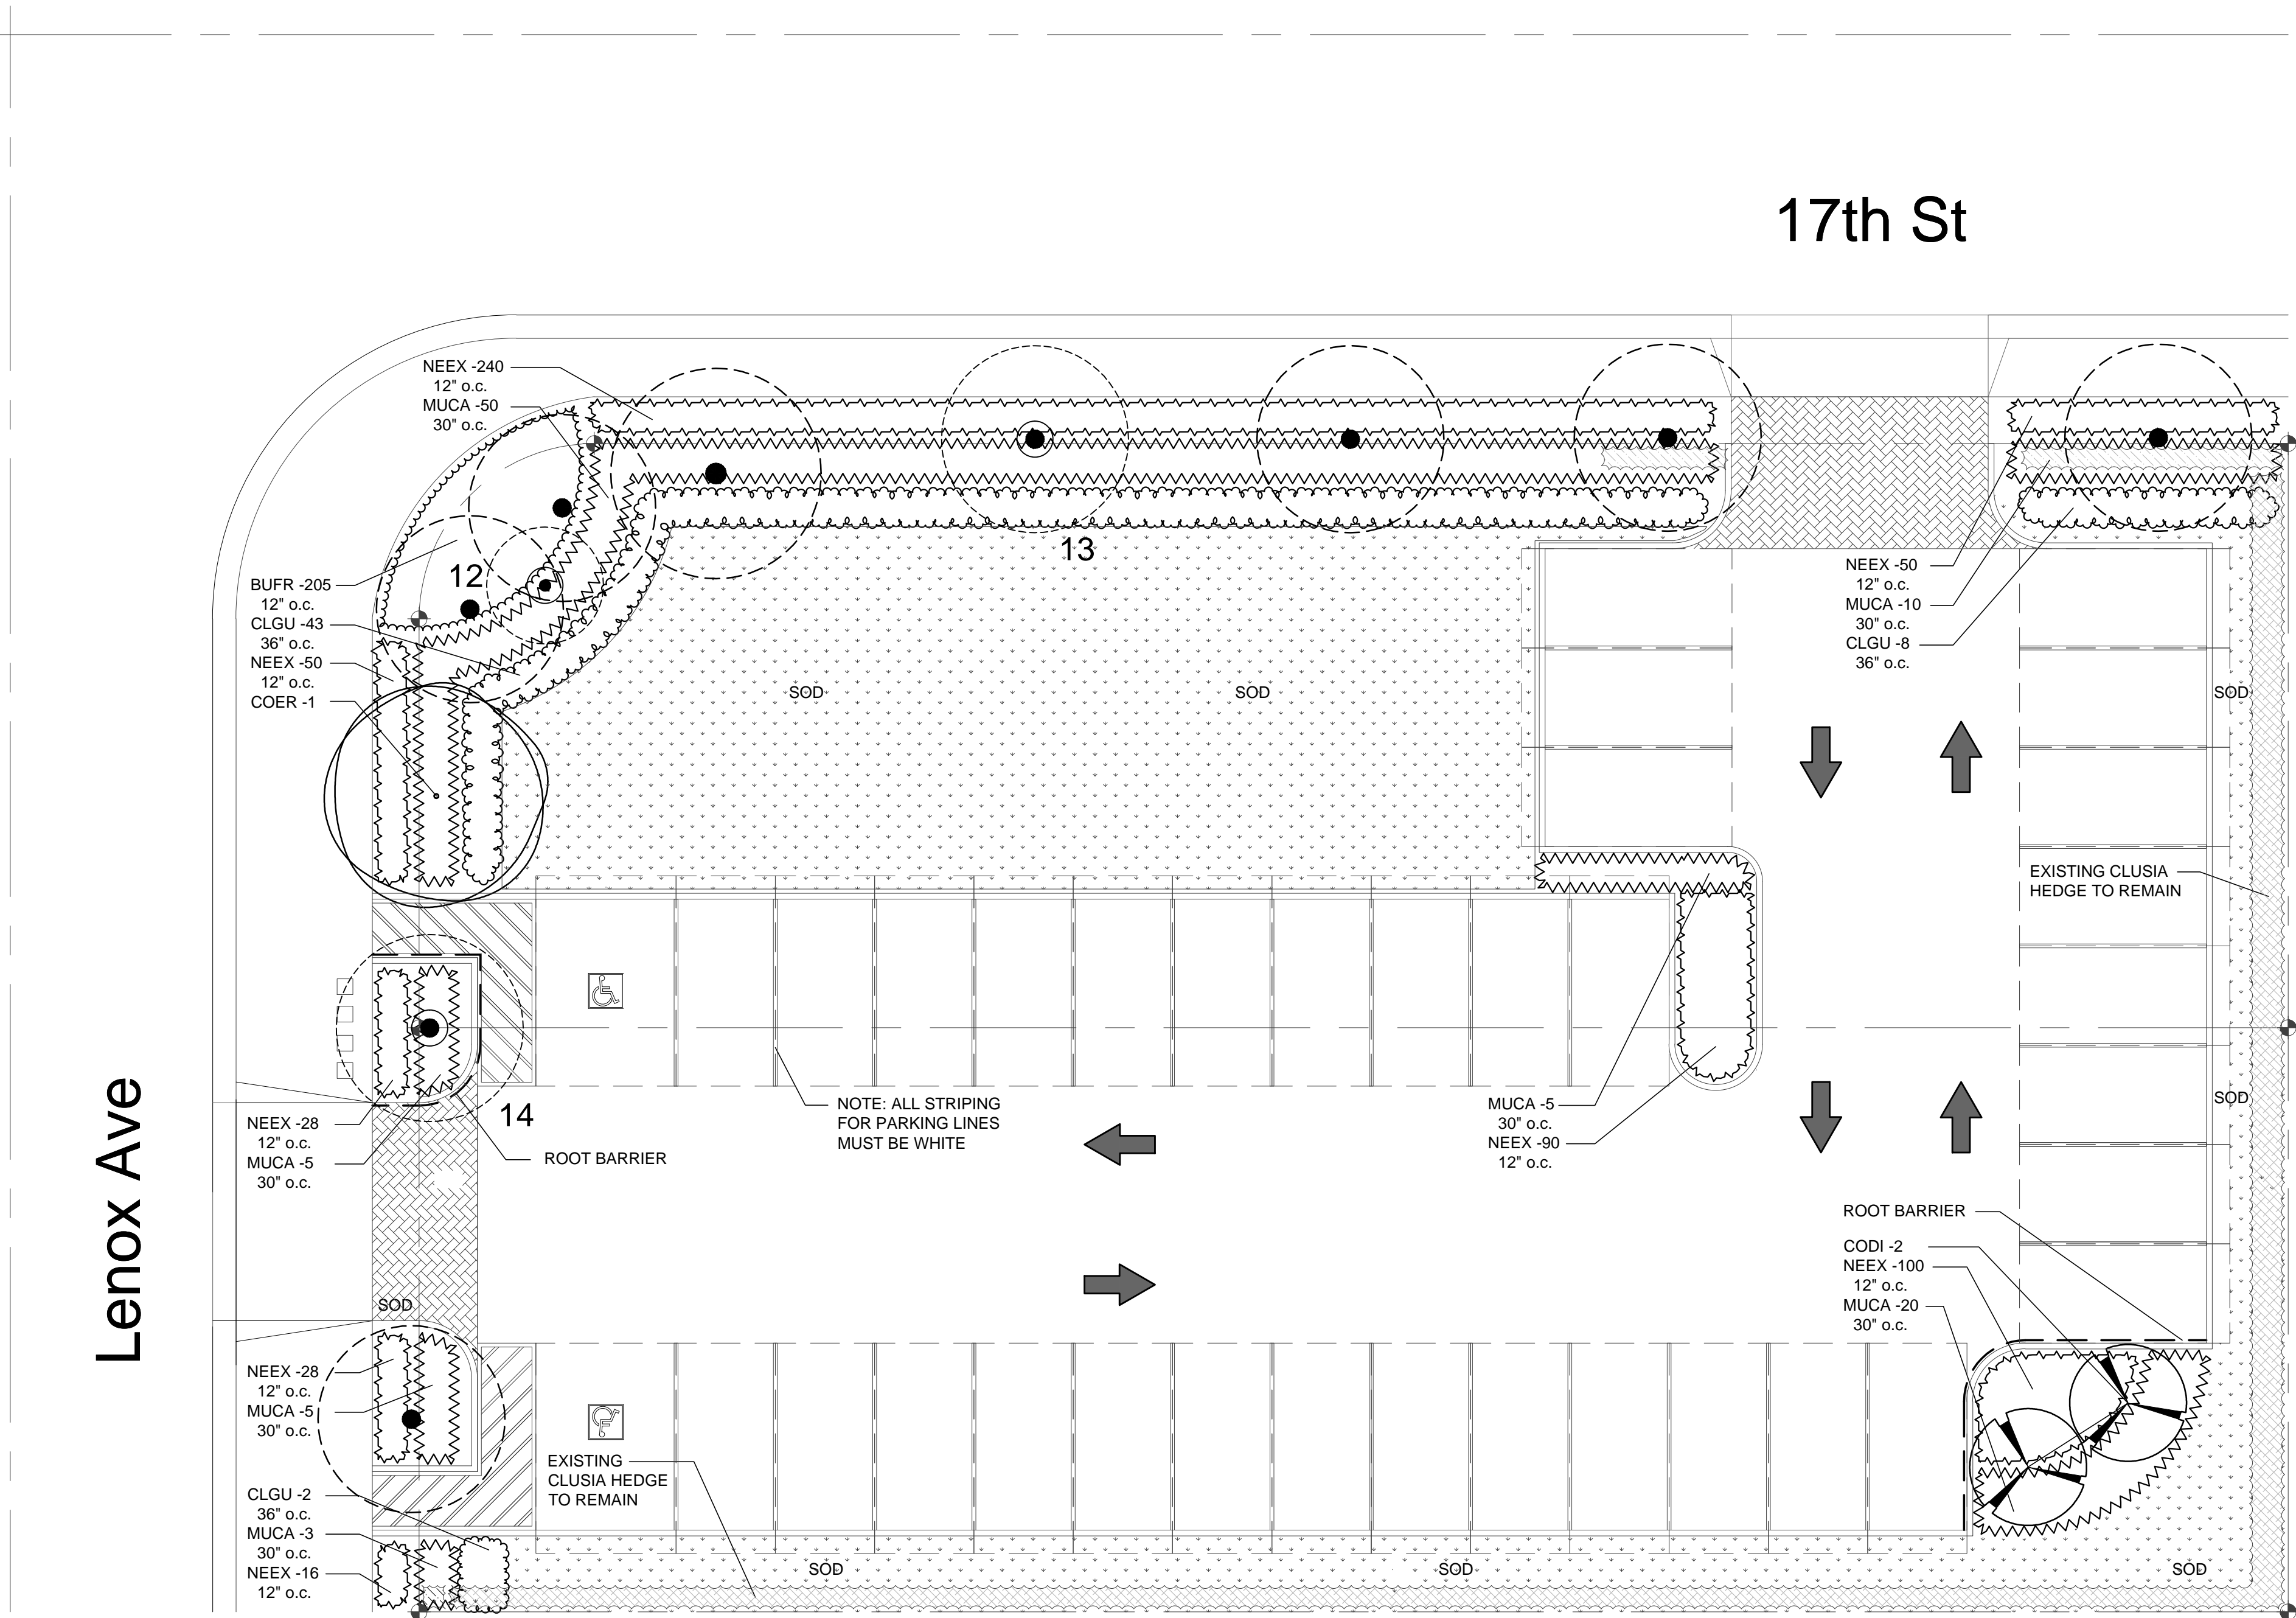 17th St
NEEX -240
12" o.c.
MUCA -50
30" o.c.
13
12
BUFR -205
12" o.c.
CLGU -43
36" o.c.
NEEX -50
12" o.c.
COER -1
NEEX -50
12" o.c.
MUCA -10
30" o.c.
CLGU -8
36" o.c.
SOD
SOD
SOD
EXISTING CLUSIA
HEDGE TO REMAIN
NEEX -28
12" o.c.
MUCA -5
30" o.c.
14
ROOT BARRIER
NOTE: ALL STRIPING
FOR PARKING LINES
MUST BE WHITE
MUCA -5
30" o.c.
NEEX -90
12" o.c.
SOD
Lenox Ave
ROOT BARRIER
CODI -2
NEEX -100
12" o.c.
MUCA -20
30" o.c.
SOD
NEEX -28
12" o.c.
MUCA -5
30" o.c.
EXISTING
CLUSIA HEDGE
TO REMAIN
CLGU -2
36" o.c.
MUCA -3
30" o.c.
NEEX -16
12" o.c.
SOD
SOD
SOD